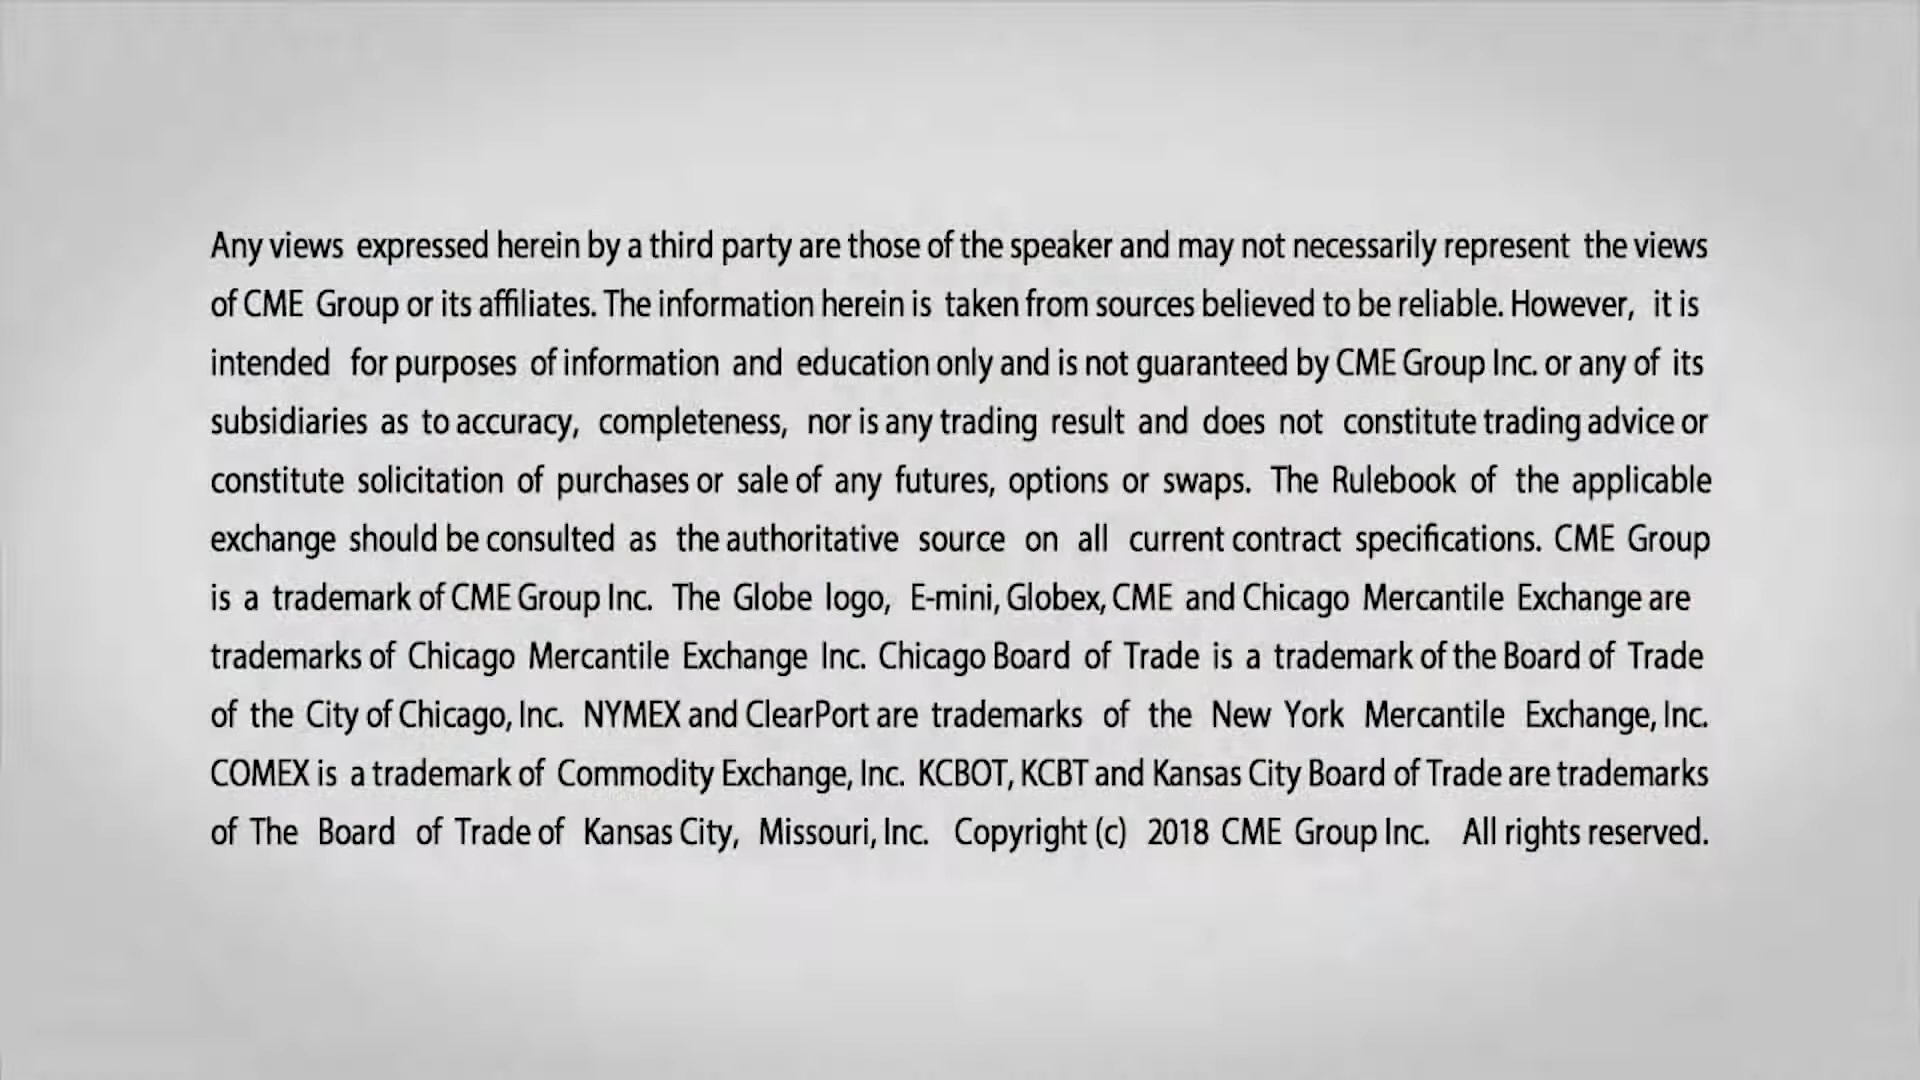 Any views expressed herein by a third party are those of the speaker and may not necessarily represent the views
of CME Group or its affiliates. The information herein is taken from sources believed to be reliable. However, it is
intended for purposes of information and education only and is not guaranteed by CME Group Inc. or any of its
subsidiaries as to accuracy, completeness, nor is any trading result and does not constitute trading advice or
constitute solicitation of purchases or sale of any futures, options or swaps. The Rulebook of the applicable
exchange should be consulted as the authoritative source on all current contract specifications. CME Group
is a trademark of CME Group Inc. The Globe logo, E-mini, Globex, CME and Chicago Mercantile Exchange are
trademarks of Chicago Mercantile Exchange Inc. Chicago Board of Trade is a trademark of the Board of Trade
of the City of Chicago, Inc. NYMEX and ClearPort are trademarks of the New York Mercantile Exchange, Inc.
COMEX is a trademark of Commodity Exchange, Inc. KCBOT, KCBT and Kansas City Board of Trade are trademarks
of The Board of Trade of Kansas City, Missouri, Inc. Copyright (c) 2018 CME Group Inc. All rights reserved.